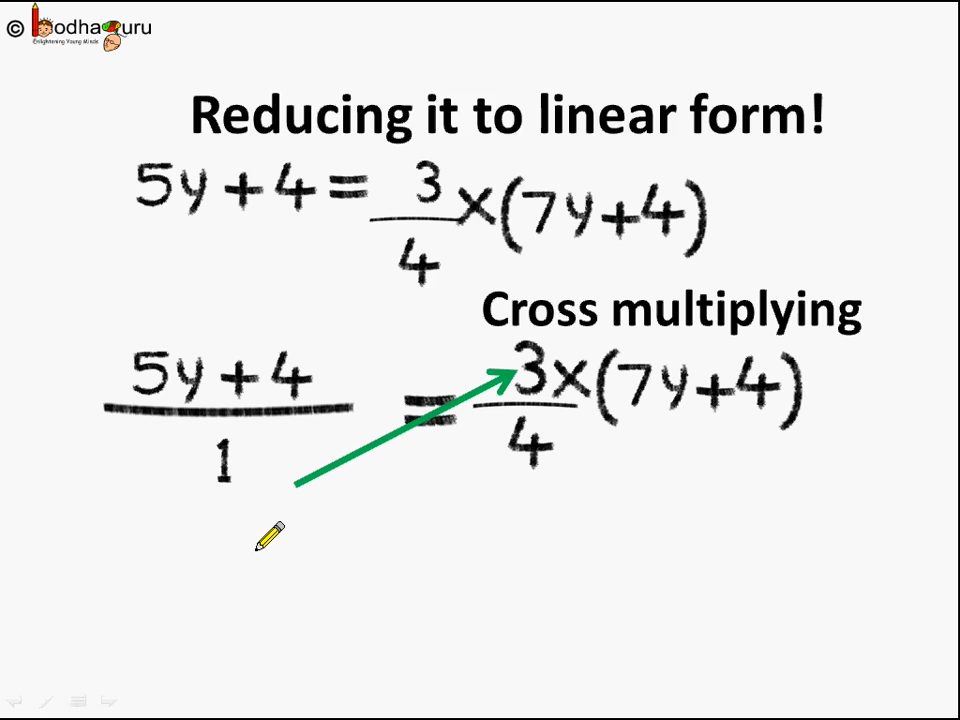 © BodhaGuru
Enlightening Young Minds
Reducing it to linear form!
5y+4= 3/4 x(7y+4)
Cross multiplying
5y+4/1 = 3/4 x(7y+4)